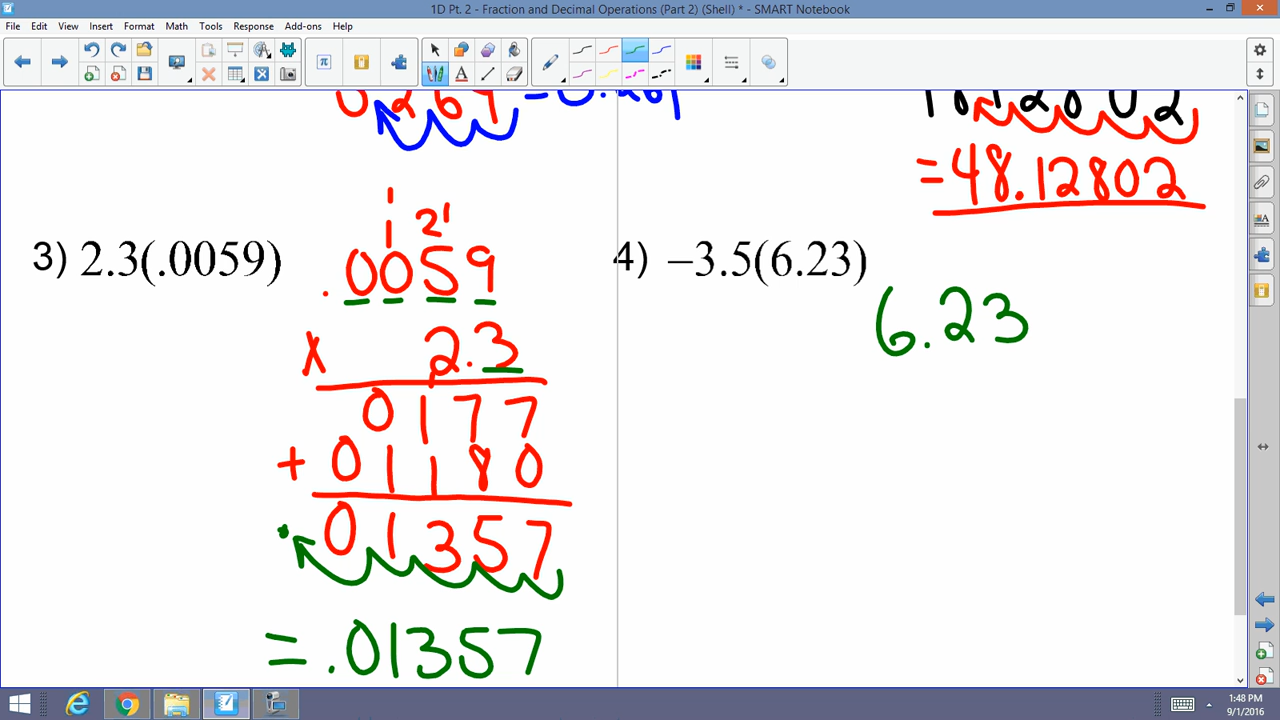 1D Pt. 2 - Fraction and Decimal Operations (Part 2) (Shell) * - SMART Notebook
File Edit View Insert Format Math Tools Response Add-ons Help
= 48.12802
1
1 2 1
3) 2.3(.0059) .0059
x 2.3
0177
+ 01180
01357
= .01357
4) −3.5(6.23)
6.23
1:48 PM
9/1/2016